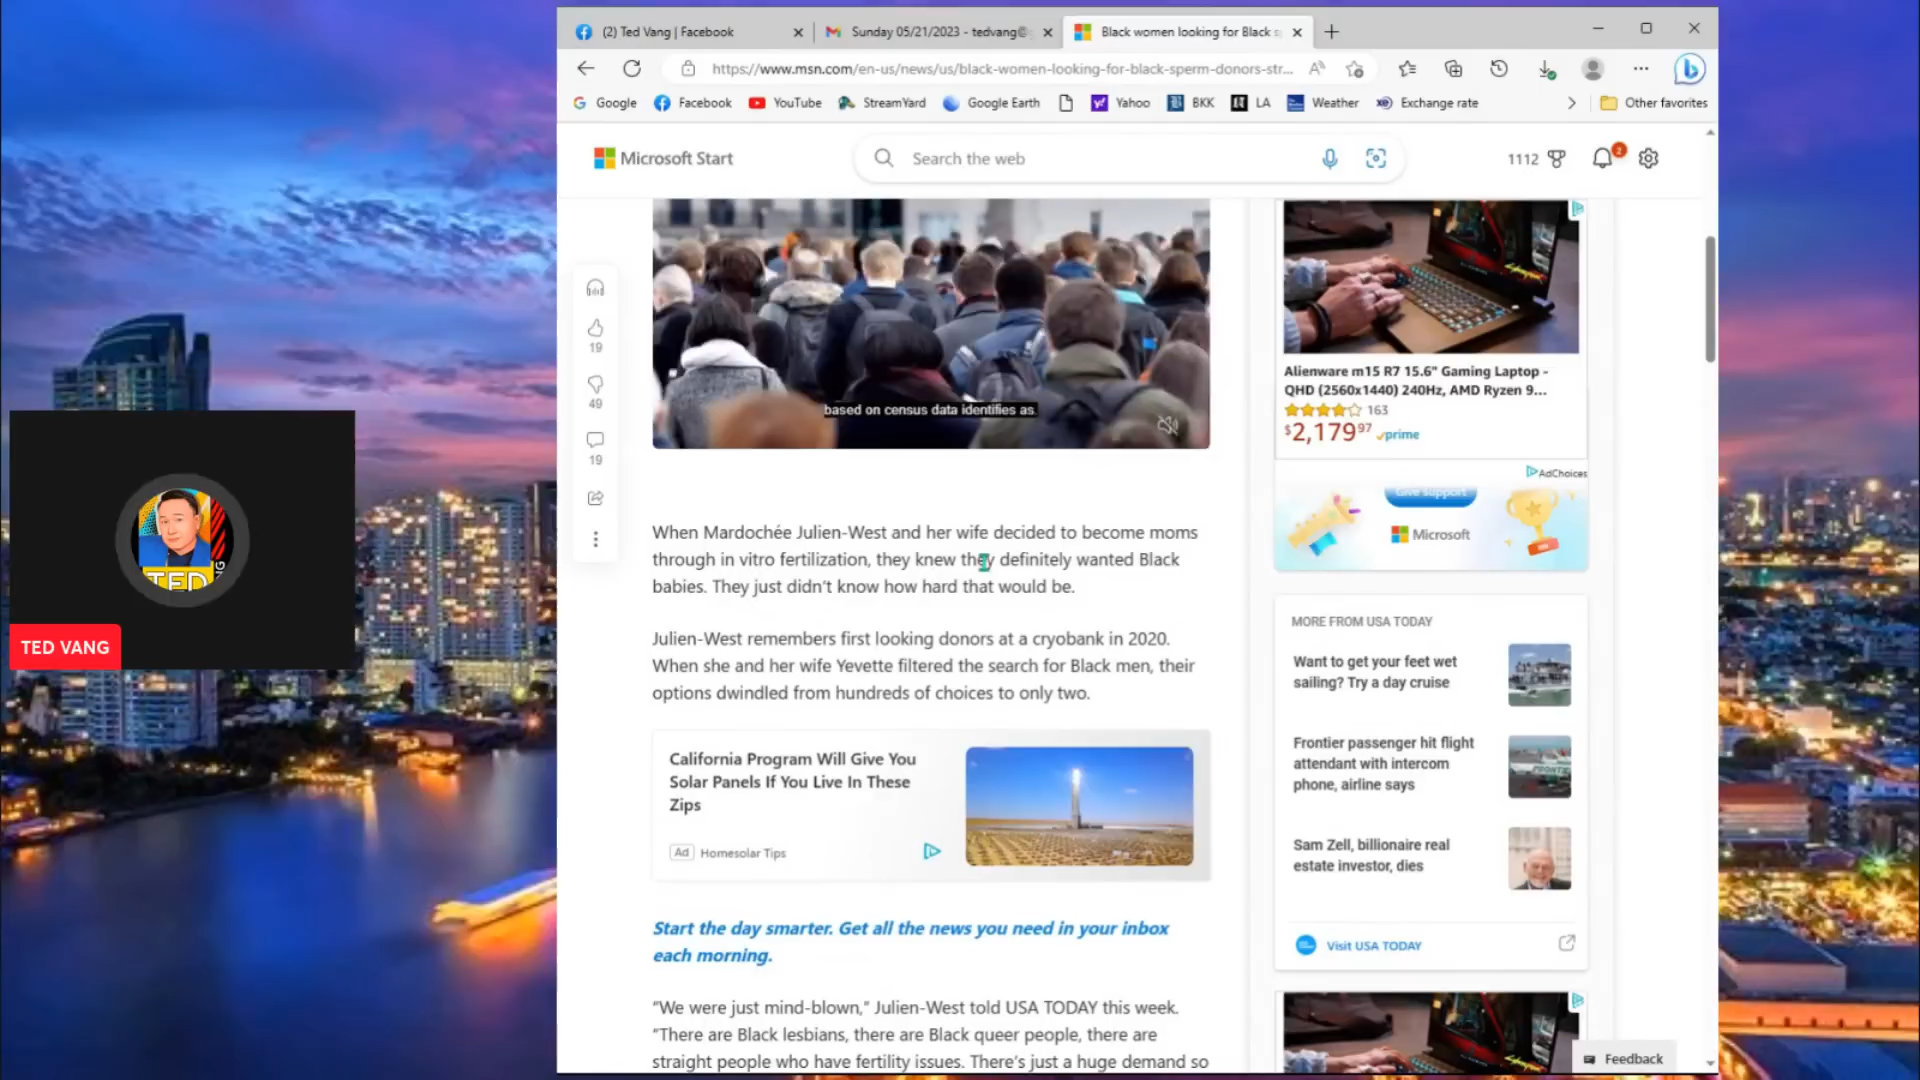 (2) Ted Vang | Facebook
Sunday 05/21/2023 - tedvang@
Black women looking for Black s
https://www.msn.com/en-us/news/us/black-women-looking-for-black-sperm-donors-str...
Google
Facebook
YouTube
StreamYard
Google Earth
Yahoo
BKK
LA
Weather
Exchange rate
Other favorites
Microsoft Start
Search the web
1112
2
19
49
19
based on census data identifies as.
When Mardochée Julien-West and her wife decided to become moms
through in vitro fertilization, they knew they definitely wanted Black
babies. They just didn't know how hard that would be.
Julien-West remembers first looking donors at a cryobank in 2020.
When she and her wife Yevette filtered the search for Black men, their
options dwindled from hundreds of choices to only two.
California Program Will Give You
Solar Panels If You Live In These
Zips
Ad Homesolar Tips
Start the day smarter. Get all the news you need in your inbox
each morning.
"We were just mind-blown," Julien-West told USA TODAY this week.
"There are Black lesbians, there are Black queer people, there are
straight people who have fertility issues. There's just a huge demand so
Alienware m15 R7 15.6" Gaming Laptop -
QHD (2560x1440) 240Hz, AMD Ryzen 9...
163
$2,179.97 prime
AdChoices
Give support
Microsoft
MORE FROM USA TODAY
Want to get your feet wet
sailing? Try a day cruise
Frontier passenger hit flight
attendant with intercom
phone, airline says
Sam Zell, billionaire real
estate investor, dies
Visit USA TODAY
Feedback
TED
TED VANG